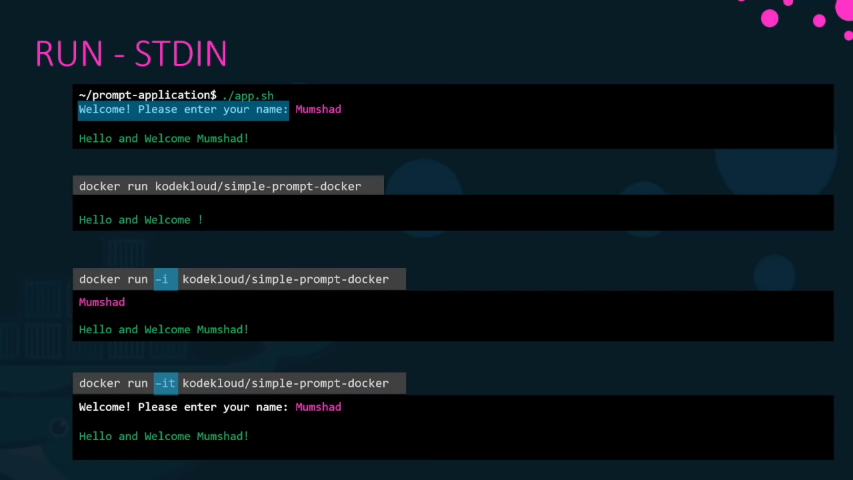 RUN - STDIN
~/prompt-application$ ./app.sh
Welcome! Please enter your name: Mumshad
Hello and Welcome Mumshad!
docker run kodekloud/simple-prompt-docker
Hello and Welcome !
docker run -i kodekloud/simple-prompt-docker
Mumshad
Hello and Welcome Mumshad!
docker run -it kodekloud/simple-prompt-docker
Welcome! Please enter your name: Mumshad
Hello and Welcome Mumshad!